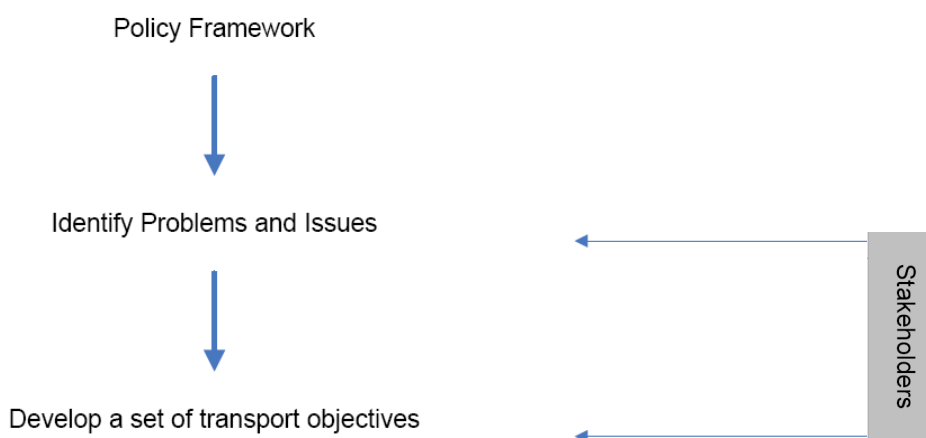 Policy Framework
Identify Problems and Issues
Stakeholders
Develop a set of transport objectives